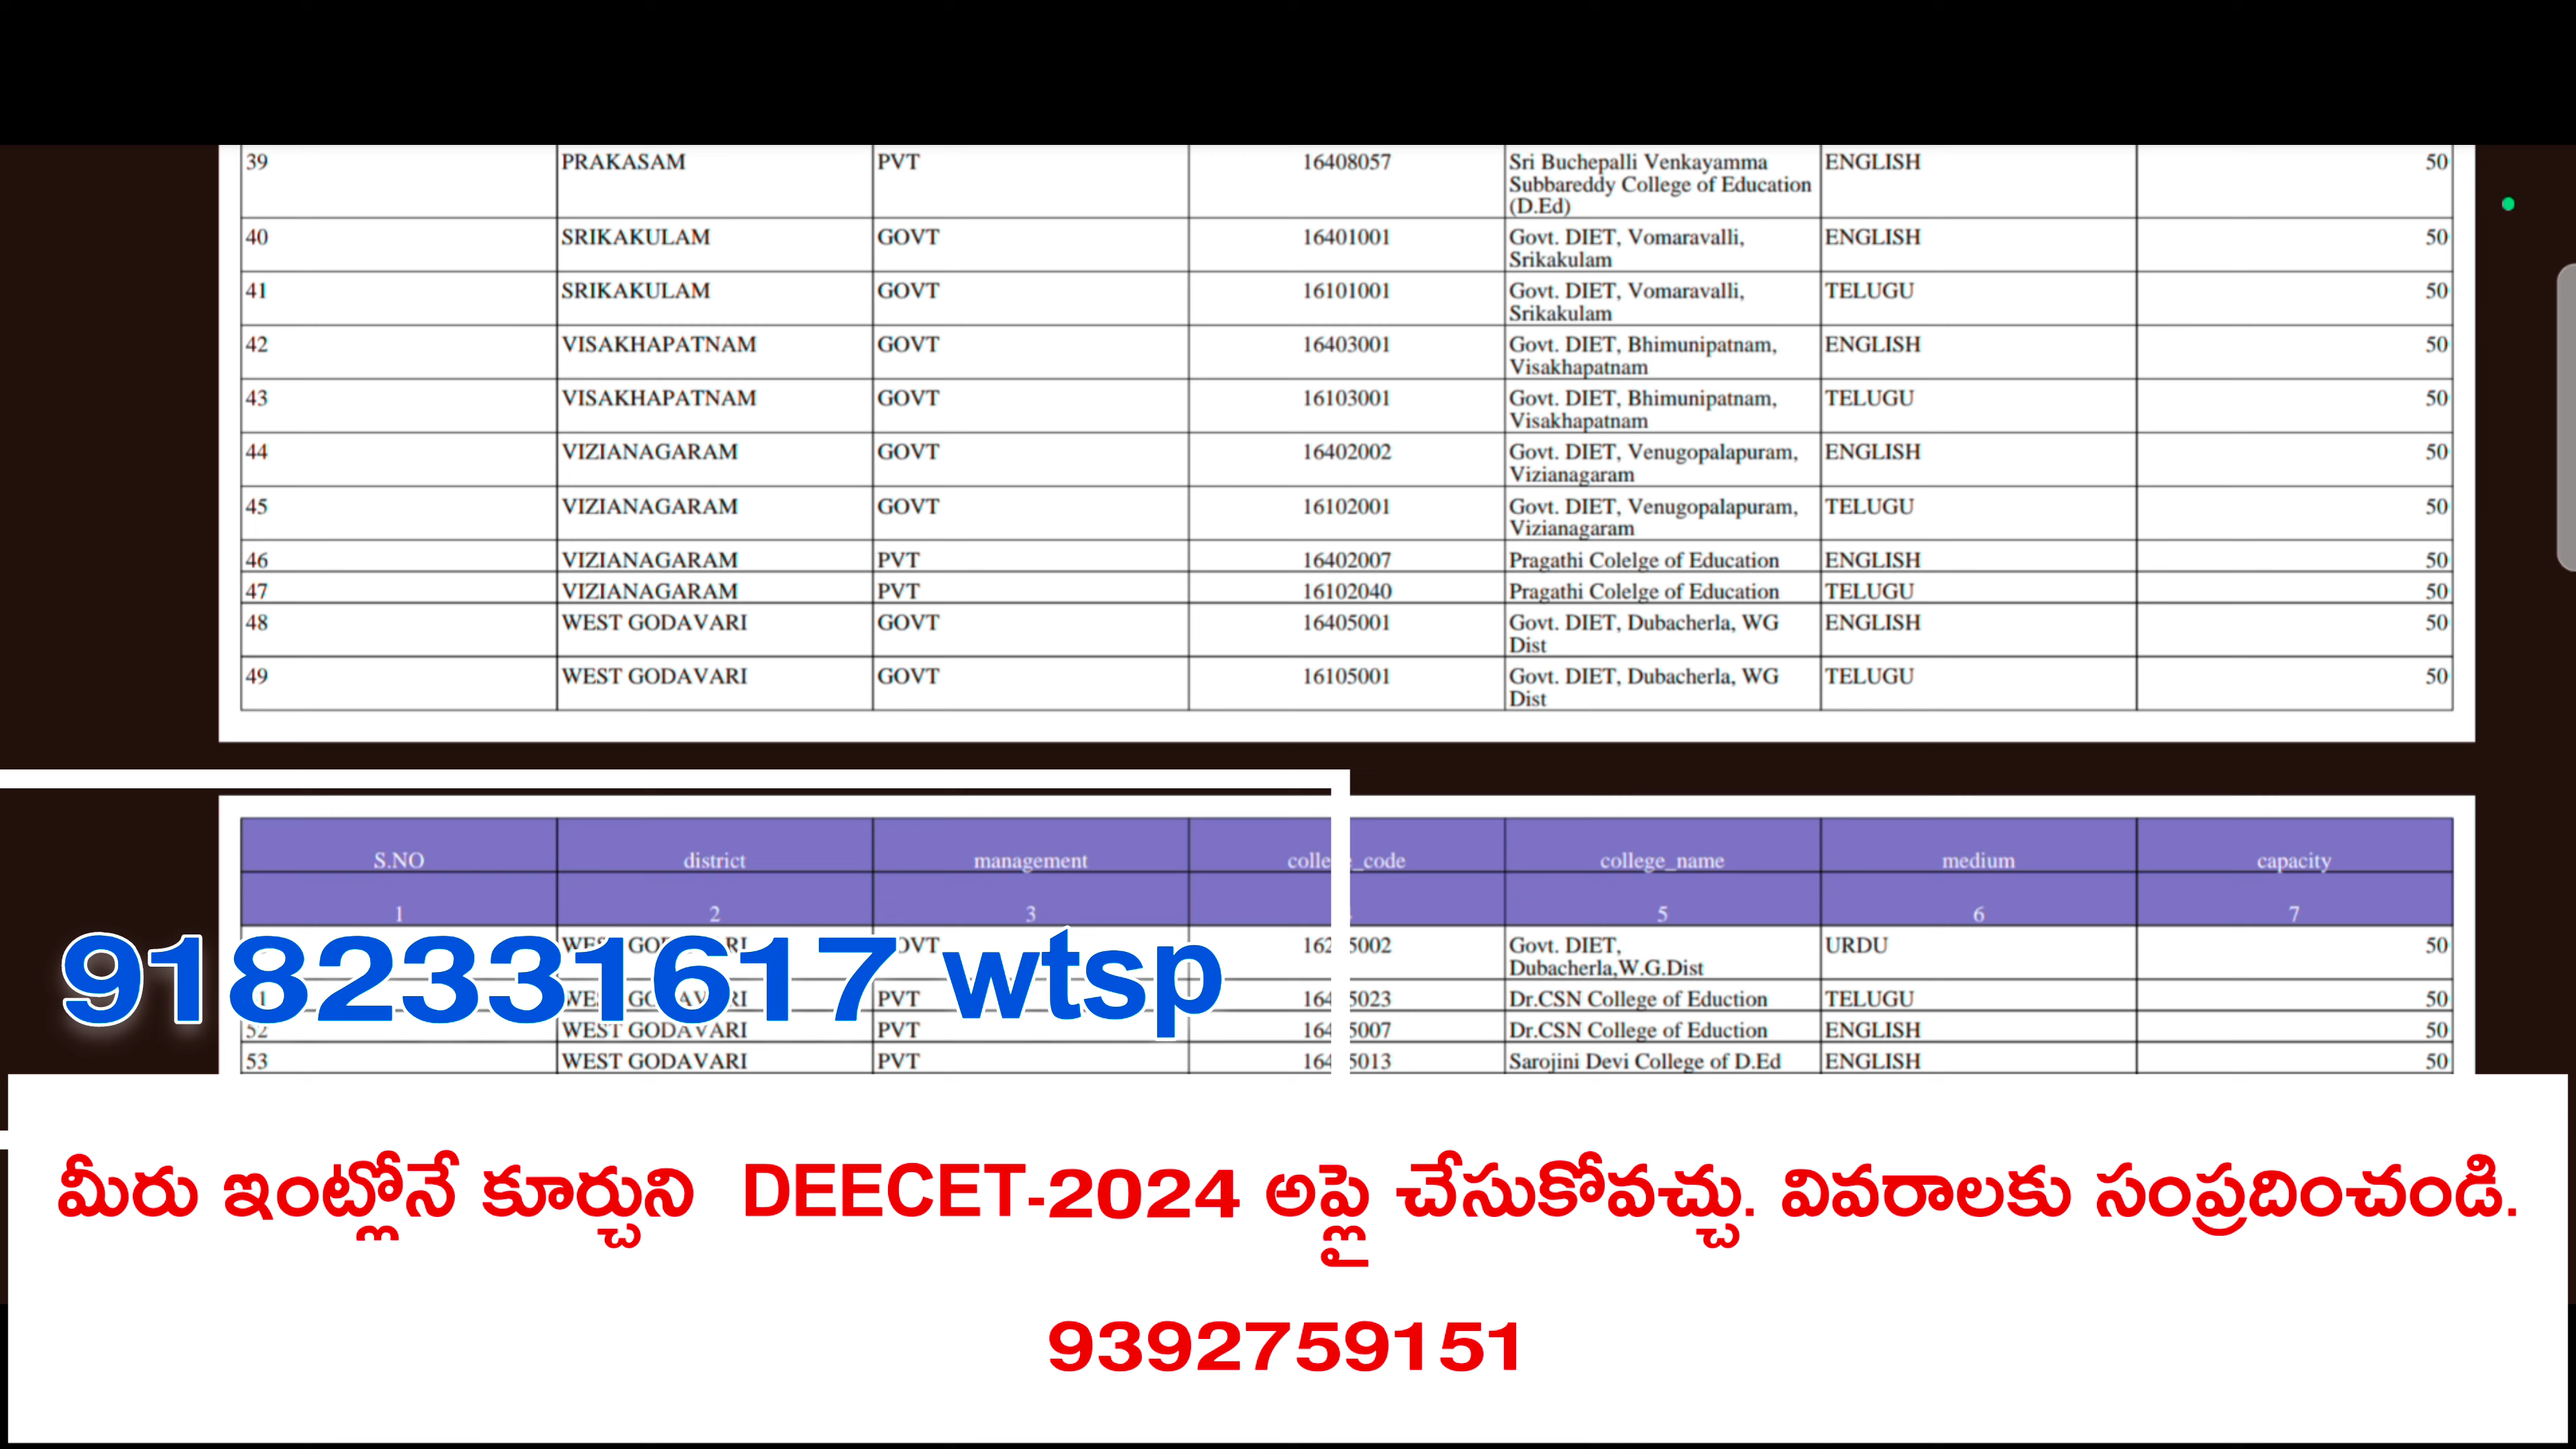 39 PRAKASAM PVT 16408057 Sri Buchepalli Venkayamma Subbareddy College of Education (D.Ed) ENGLISH 50
40 SRIKAKULAM GOVT 16401001 Govt. DIET, Vomaravalli, Srikakulam ENGLISH 50
41 SRIKAKULAM GOVT 16101001 Govt. DIET, Vomaravalli, Srikakulam TELUGU 50
42 VISAKHAPATNAM GOVT 16403001 Govt. DIET, Bhimunipatnam, Visakhapatnam ENGLISH 50
43 VISAKHAPATNAM GOVT 16103001 Govt. DIET, Bhimunipatnam, Visakhapatnam TELUGU 50
44 VIZIANAGARAM GOVT 16402002 Govt. DIET, Venugopalapuram, Vizianagaram ENGLISH 50
45 VIZIANAGARAM GOVT 16102001 Govt. DIET, Venugopalapuram, Vizianagaram TELUGU 50
46 VIZIANAGARAM PVT 16402007 Pragathi Colelge of Education ENGLISH 50
47 VIZIANAGARAM PVT 16102040 Pragathi Colelge of Education TELUGU 50
48 WEST GODAVARI GOVT 16405001 Govt. DIET, Dubacherla, WG Dist ENGLISH 50
49 WEST GODAVARI GOVT 16105001 Govt. DIET, Dubacherla, WG Dist TELUGU 50
S.NO district management college_code college_name medium capacity
1 2 3 5 6 7
WEST GODAVARI GOVT Govt. DIET, Dubacherla,W.G.Dist URDU 50
WEST GODAVARI PVT Dr.CSN College of Eduction TELUGU 50
52 WEST GODAVARI PVT Dr.CSN College of Eduction ENGLISH 50
53 WEST GODAVARI PVT Sarojini Devi College of D.Ed ENGLISH 50
9182331617 wtsp
మీరు ఇంట్లోనే కూర్చుని DEECET-2024 అప్లై చేసుకోవచ్చు. వివరాలకు సంప్రదించండి.
9392759151